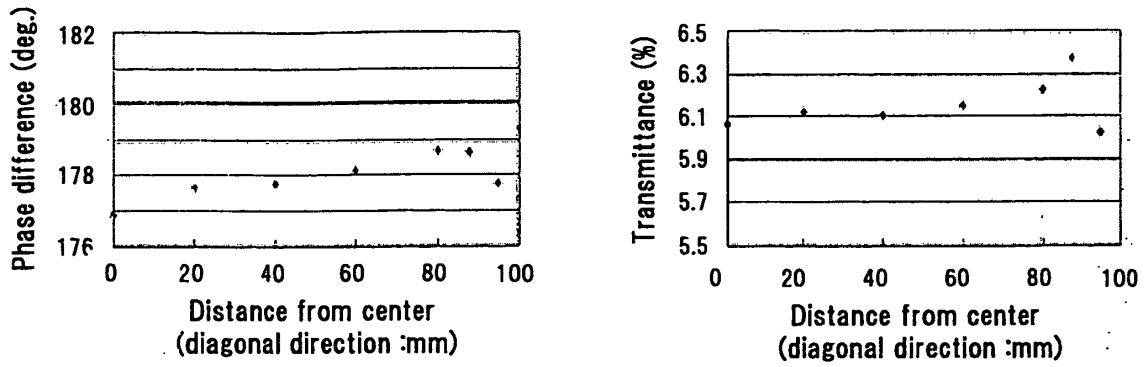 Phase difference (deg.)
182
180
178
176
0 20 40 60 80 100
Distance from center
(diagonal direction :mm)
Transmittance (%)
6.5
6.3
6.1
5.9
5.7
5.5
0 20 40 60 80 100
Distance from center
(diagonal direction :mm)